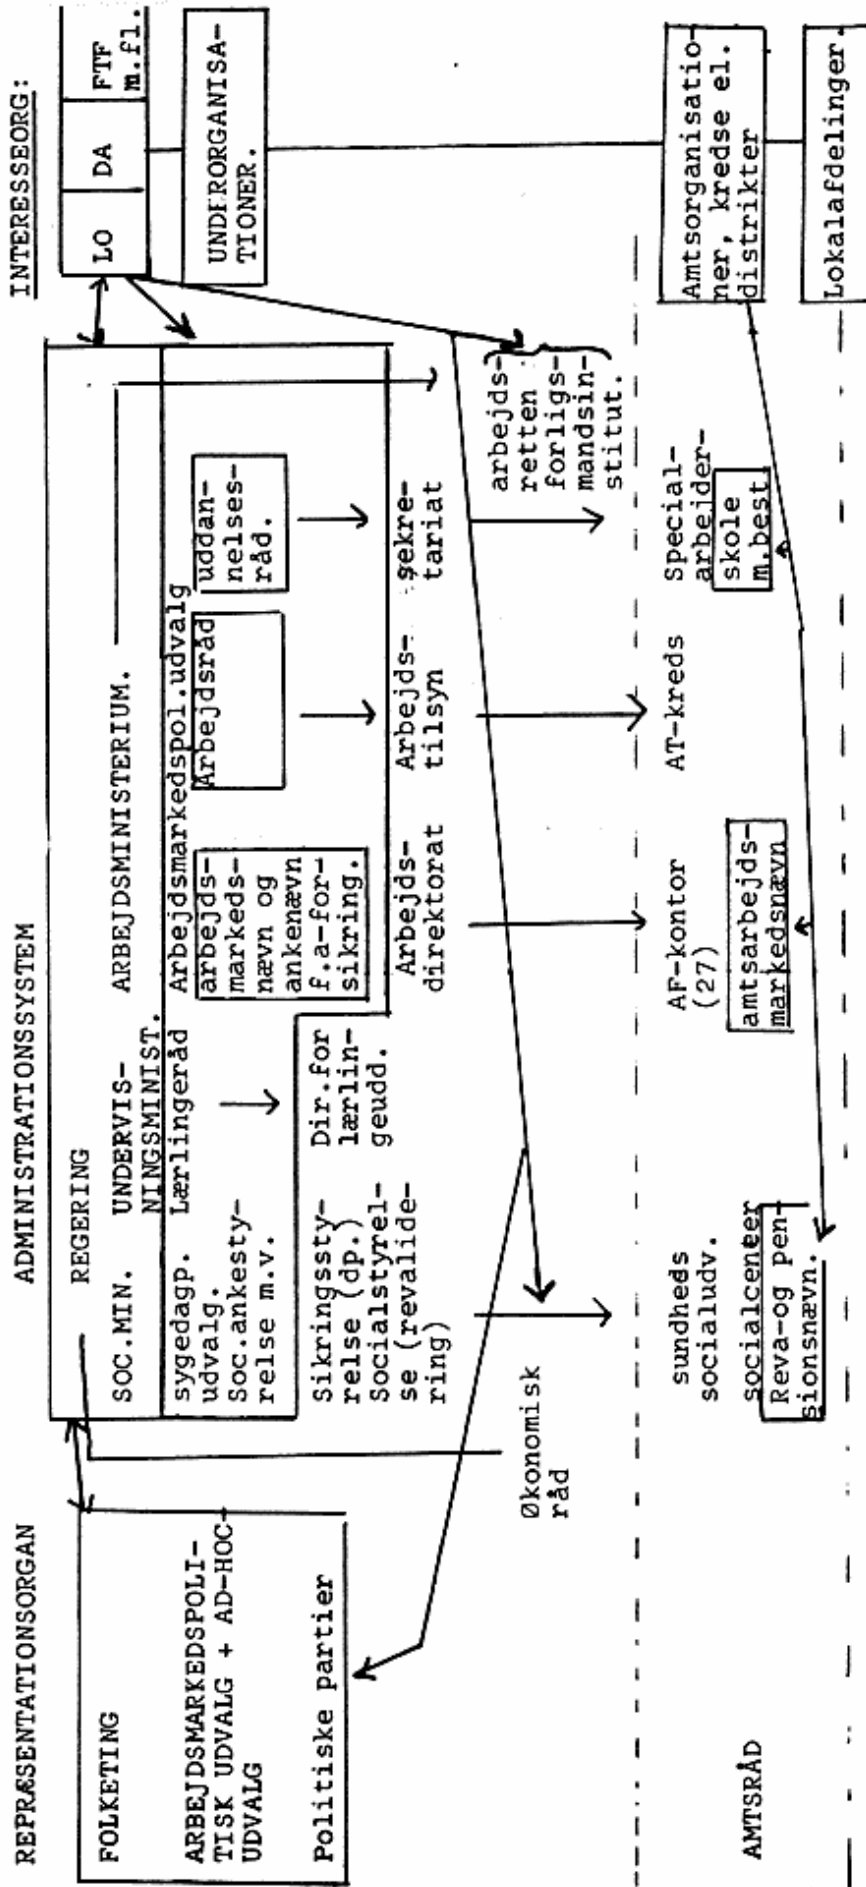 REPRÆSENTATIONSORGAN
ADMINISTRATIONSSYSTEM
INTERESSEORG:
FOLKETING
ARBEJDSMARKEDSPOLI-
TISK UDVALG + AD-HOC-
UDVALG
Politiske partier
REGERING
SOC.MIN.
UNDERVIS-
NINGSMINIST.
ARBEJDSMINISTERIUM.
sygedagp.
udvalg.
Soc.ankesty-
relse m.v.
Lærlingeråd
Arbejdsmarkedspol.udvalg
arbejds-
markeds-
nævn og
ankenævn
f.a-for-
sikring.
Arbejdsråd
uddan-
nelses-
råd.
Sikringssty-
relse (dp.)
Socialstyrel-
se (revalide-
ring)
Dir.for
lærlin-
geudd.
Arbejds-
direktorat
Arbejds-
tilsyn
sekre-
tariat
LO
DA
FTF
m.fl.
UNDERORGANISA-
TIONER.
Økonomisk
råd
arbejds-
retten
forligs-
mandsin-
stitut.
AMTSRÅD
sundheds
socialudv.
socialcenter
Reva-og pen-
sionsnævn.
AF-kontor
(27)
amtsarbejds-
markedsnævn
AT-kreds
Special-
arbejder-
skole
m.best
Amtsorganisatio-
ner, kredse el.
distrikter
Lokalafdelinger.